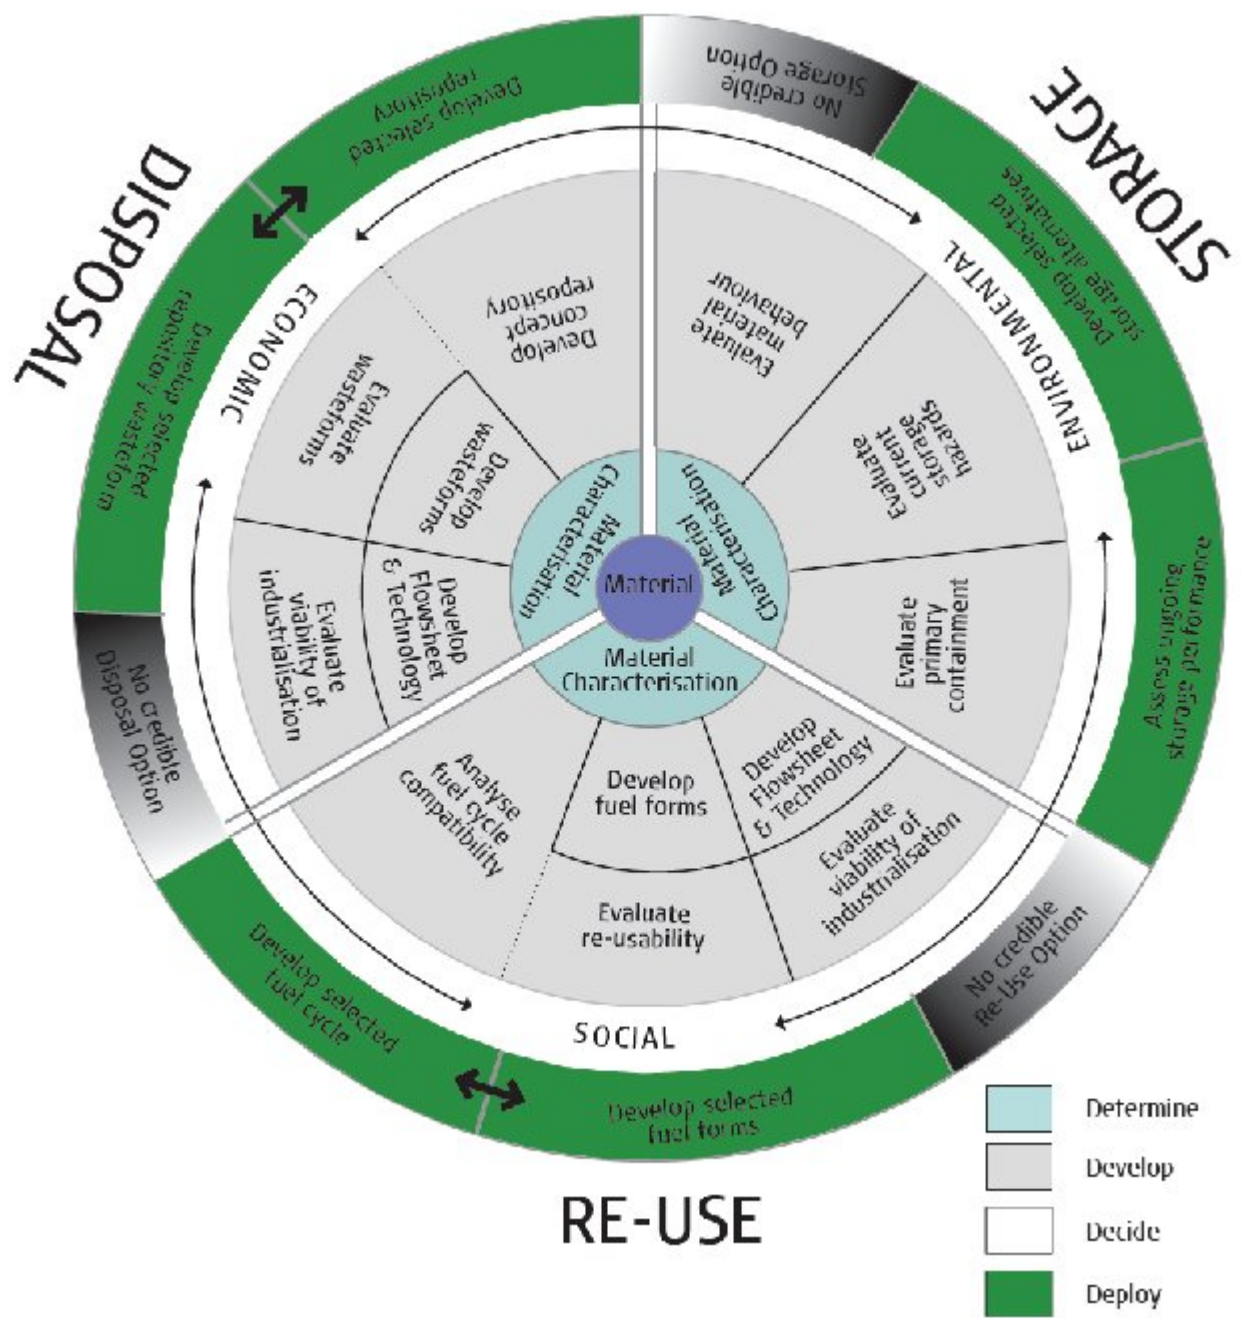 DISPOSAL
STORAGE
RE-USE
Develop selected
repository
Develop selected
repository wasteform
No credible
Disposal Option
No credible
Storage Option
Develop selected
storage alternatives
Assess ongoing
storage performance
No credible
Re-Use Option
Develop selected
fuel forms
Develop selected
fuel cycle
ECONOMIC
ENVIRONMENTAL
SOCIAL
Develop
concept
repository
Evaluate
wasteforms
Develop
wasteforms
Evaluate
viability of
industrialisation
Develop
Flowsheet
& Technology
Evaluate
material
behaviour
Evaluate
current
storage
hazards
Evaluate
primary
containment
Analyse
fuel cycle
compatibility
Develop
fuel forms
Evaluate
re-usability
Develop
Flowsheet
& Technology
Evaluate
viability of
industrialisation
Material
Characterisation
Material
Characterisation
Material
Material
Characterisation
Determine
Develop
Decide
Deploy